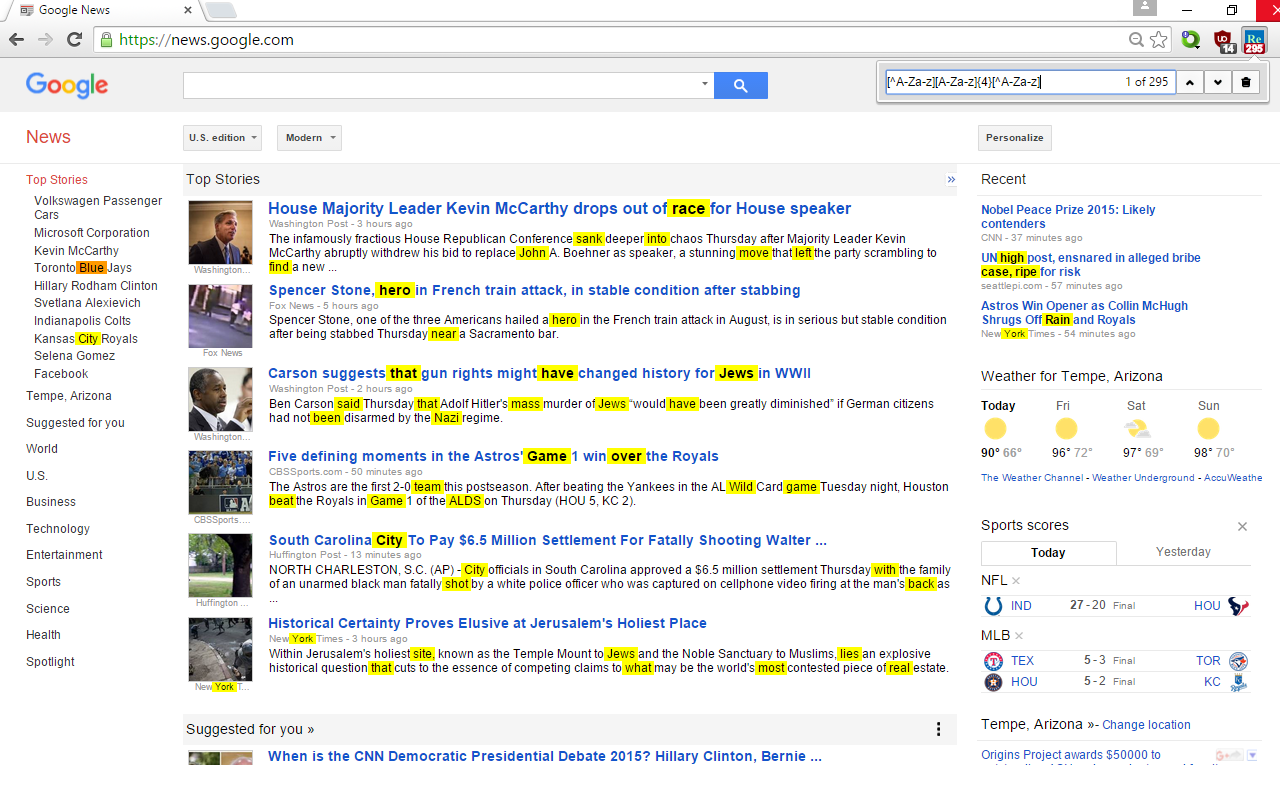 Google News
https://news.google.com
14
Re
295
Google
[^A-Za-z][A-Za-z]{4}[^A-Za-z]
1 of 295
News
U.S. edition
Modern
Personalize
Top Stories
Volkswagen Passenger
Cars
Microsoft Corporation
Kevin McCarthy
Toronto Blue Jays
Hillary Rodham Clinton
Svetlana Alexievich
Indianapolis Colts
Kansas City Royals
Selena Gomez
Facebook
Tempe, Arizona
Suggested for you
World
U.S.
Business
Technology
Entertainment
Sports
Science
Health
Spotlight
Top Stories
»
House Majority Leader Kevin McCarthy drops out of race for House speaker
Washington Post - 3 hours ago
The infamously fractious House Republican Conference sank deeper into chaos Thursday after Majority Leader Kevin
McCarthy abruptly withdrew his bid to replace John A. Boehner as speaker, a stunning move that left the party scrambling to
find a new ...
Washington...
Spencer Stone, hero in French train attack, in stable condition after stabbing
Fox News - 5 hours ago
Spencer Stone, one of the three Americans hailed a hero in the French train attack in August, is in serious but stable condition
after being stabbed Thursday near a Sacramento bar.
Fox News
Carson suggests that gun rights might have changed history for Jews in WWII
Washington Post - 2 hours ago
Ben Carson said Thursday that Adolf Hitler's mass murder of Jews “would have been greatly diminished” if German citizens
had not been disarmed by the Nazi regime.
Washington...
Five defining moments in the Astros' Game 1 win over the Royals
CBSSports.com - 50 minutes ago
The Astros are the first 2-0 team this postseason. After beating the Yankees in the AL Wild Card game Tuesday night, Houston
beat the Royals in Game 1 of the ALDS on Thursday (HOU 5, KC 2).
CBSSports....
South Carolina City To Pay $6.5 Million Settlement For Fatally Shooting Walter ...
Huffington Post - 13 minutes ago
NORTH CHARLESTON, S.C. (AP) - City officials in South Carolina approved a $6.5 million settlement Thursday with the family
of an unarmed black man fatally shot by a white police officer who was captured on cellphone video firing at the man's back as
...
Huffington ...
Historical Certainty Proves Elusive at Jerusalem's Holiest Place
New York Times - 3 hours ago
Within Jerusalem's holiest site, known as the Temple Mount to Jews and the Noble Sanctuary to Muslims, lies an explosive
historical question that cuts to the essence of competing claims to what may be the world's most contested piece of real estate.
New York T...
Suggested for you »
When is the CNN Democratic Presidential Debate 2015? Hillary Clinton, Bernie ...
Recent
Nobel Peace Prize 2015: Likely
contenders
CNN - 37 minutes ago
UN high post, ensnared in alleged bribe
case, ripe for risk
seattlepi.com - 57 minutes ago
Astros Win Opener as Collin McHugh
Shrugs Off Rain and Royals
New York Times - 54 minutes ago
Weather for Tempe, Arizona
Today Fri Sat Sun
90° 66° 96° 72° 97° 69° 98° 70°
The Weather Channel - Weather Underground - AccuWeathe
Sports scores
Today Yesterday
NFL
IND 27 - 20 Final HOU
MLB
TEX 5 - 3 Final TOR
HOU 5 - 2 Final KC
Tempe, Arizona »- Change location
Origins Project awards $50000 to